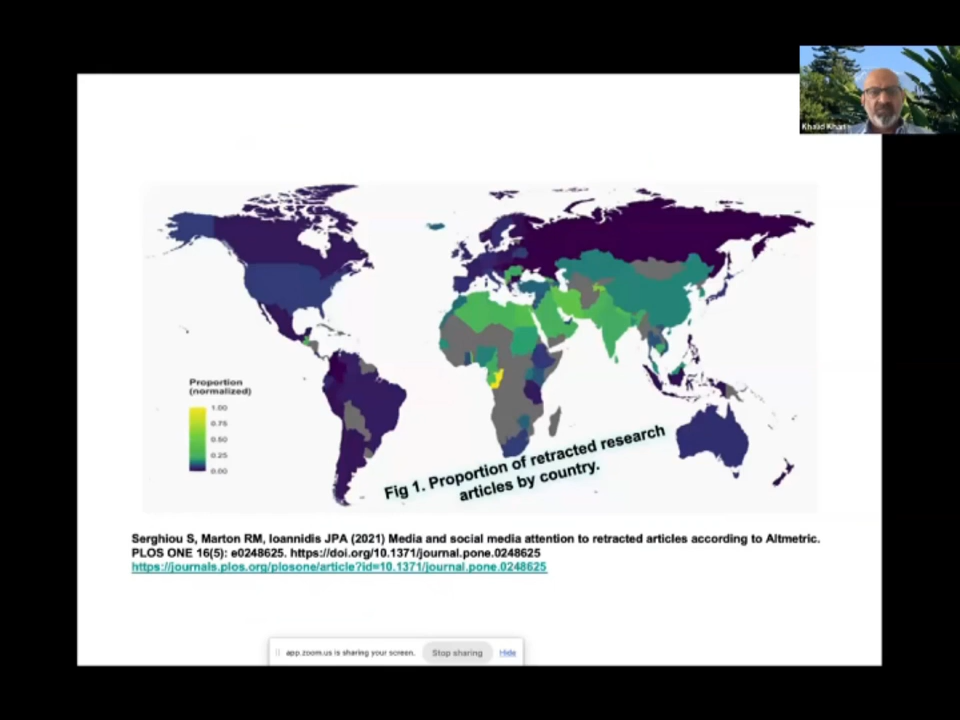 Khalid Khan
Proportion
(normalized)
1.00
0.75
0.50
0.25
0.00
Fig 1. Proportion of retracted research
articles by country.
Serghiou S, Marton RM, Ioannidis JPA (2021) Media and social media attention to retracted articles according to Altmetric.
PLOS ONE 16(5): e0248625. https://doi.org/10.1371/journal.pone.0248625
https://journals.plos.org/plosone/article?id=10.1371/journal.pone.0248625
app.zoom.us is sharing your screen.
Stop sharing
Hide